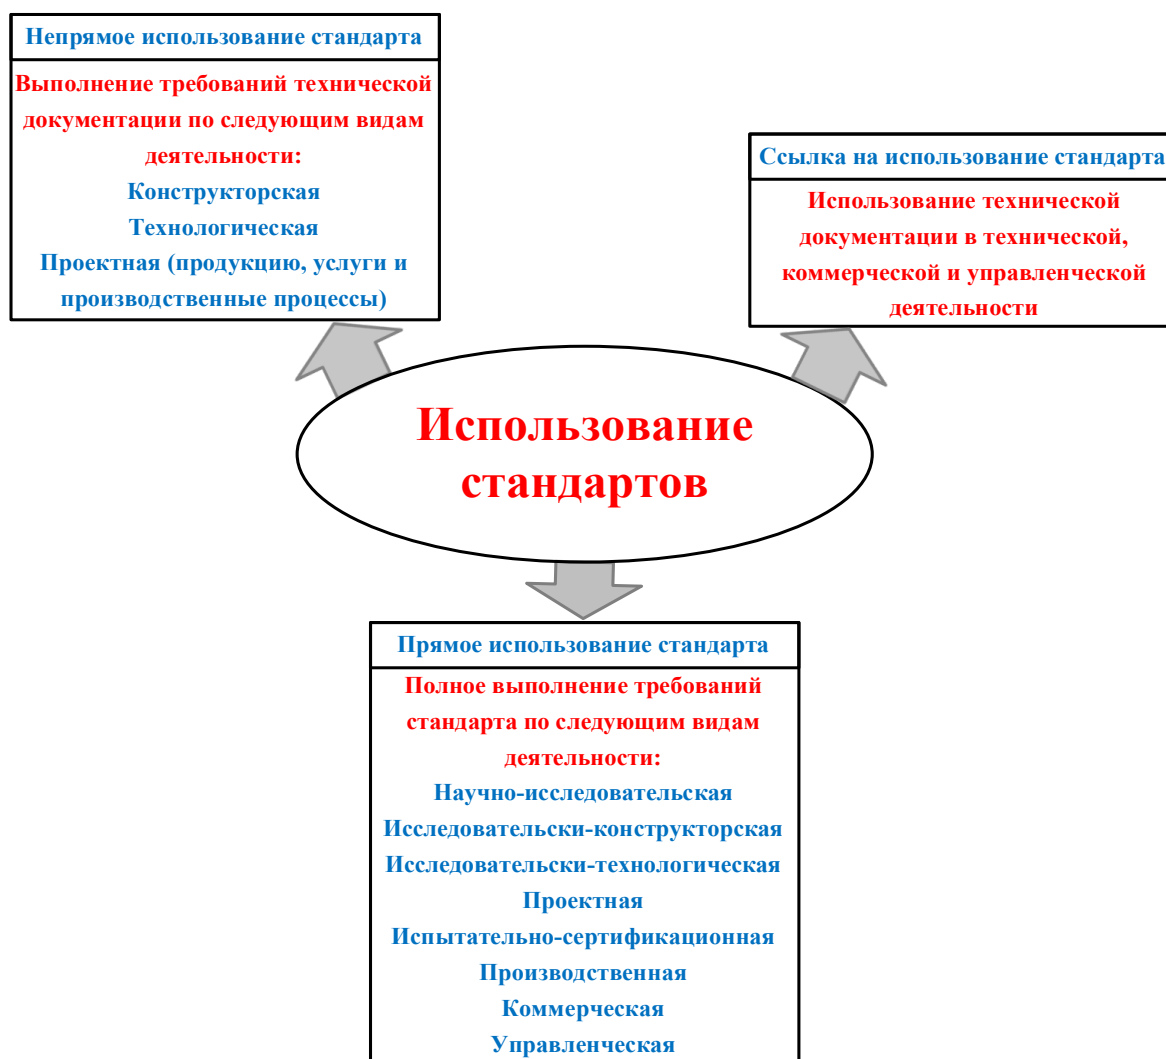 Непрямое использование стандарта
Выполнение требований технической
документации по следующим видам
деятельности:
Конструкторская
Технологическая
Проектная (продукцию, услуги и
производственные процессы)
Ссылка на использование стандарта
Использование технической
документации в технической,
коммерческой и управленческой
деятельности
Использование
стандартов
Прямое использование стандарта
Полное выполнение требований
стандарта по следующим видам
деятельности:
Научно-исследовательская
Исследовательски-конструкторская
Исследовательски-технологическая
Проектная
Испытательно-сертификационная
Производственная
Коммерческая
Управленческая